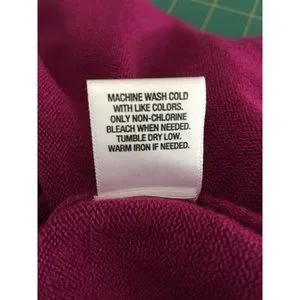 MACHINE WASH COLD
WITH LIKE COLORS.
ONLY NON-CHLORINE
BLEACH WHEN NEEDED.
TUMBLE DRY LOW.
WARM IRON IF NEEDED.